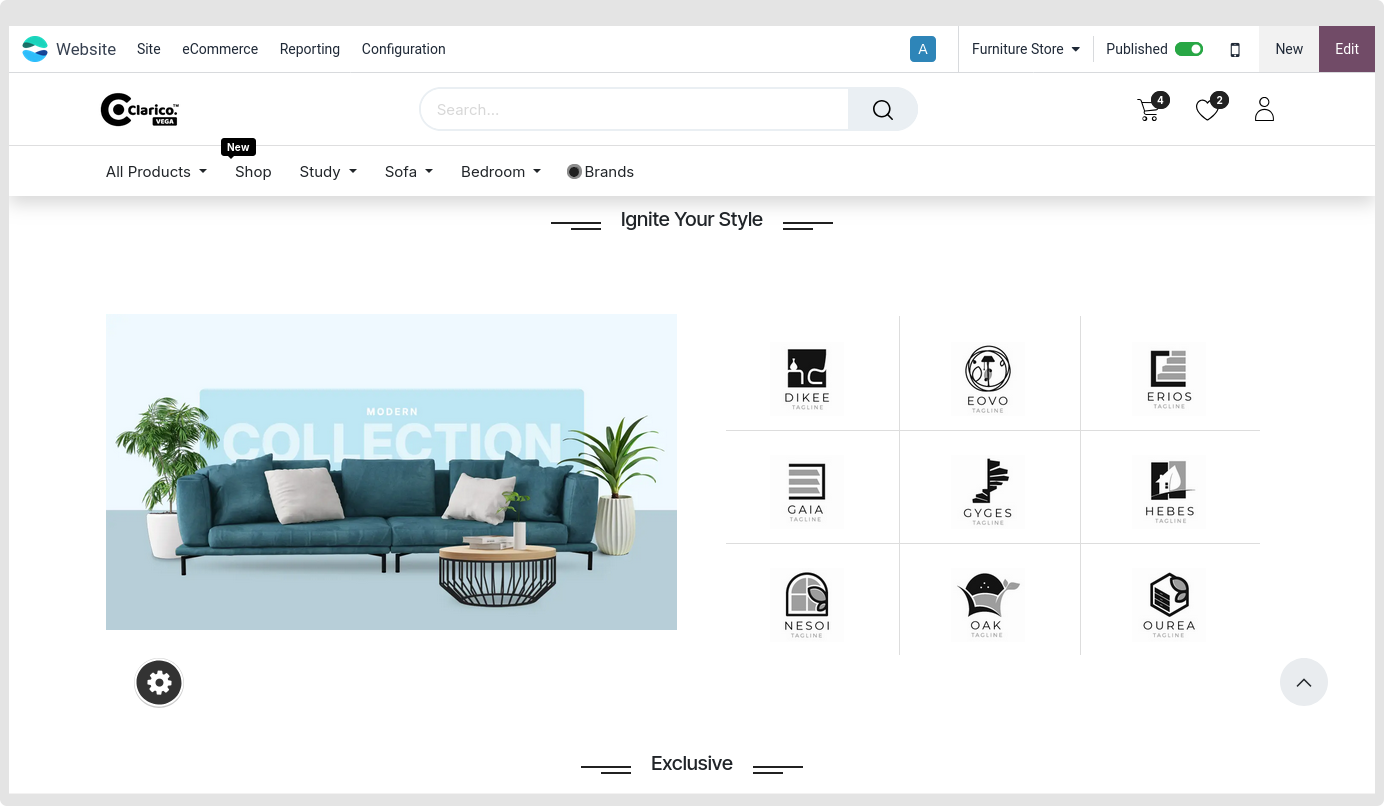 Website Site eCommerce Reporting Configuration A Furniture Store Published New Edit
Clarico.™ VEGA Search... 4 2
New
All Products Shop Study Sofa Bedroom Brands
Ignite Your Style
MODERN
COLLECTION
DIKEE TAGLINE
EOVO TAGLINE
ERIOS TAGLINE
GAIA TAGLINE
GYGES TAGLINE
HEBES TAGLINE
NESOI TAGLINE
OAK TAGLINE
OUREA TAGLINE
Exclusive